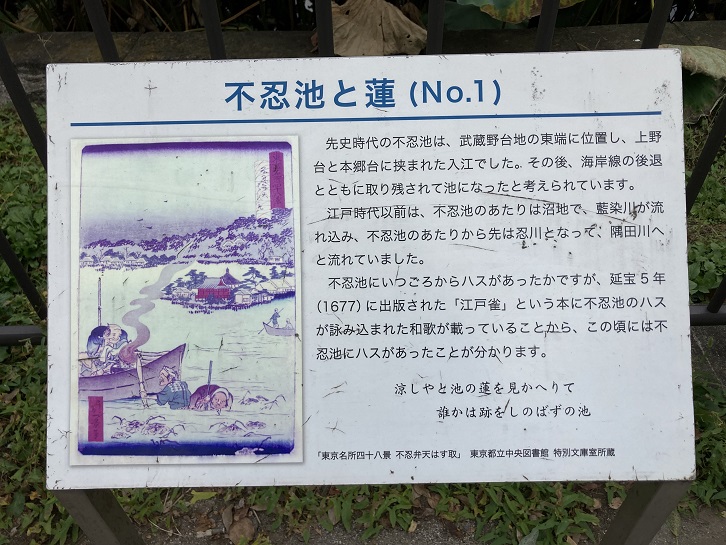 不忍池と蓮 (No.1)
先史時代の不忍池は、武蔵野台地の東端に位置し、上野
台と本郷台に挟まれた入江でした。その後、海岸線の後退
とともに取り残されて池になったと考えられています。
江戸時代以前は、不忍池のあたりは沼地で、藍染川が流
れ込み、不忍池のあたりから先は忍川となって、隅田川へ
と流れていました。
不忍池にいつごろからハスがあったかですが、延宝5年
(1677) に出版された「江戸雀」という本に不忍池のハス
が詠み込まれた和歌が載っていることから、この頃には不
忍池にハスがあったことが分かります。
涼しやと池の蓮を見かへりて
誰かは跡をしのばずの池
「東京名所四十八景 不忍弁天はす取」 東京都立中央図書館 特別文庫室所蔵